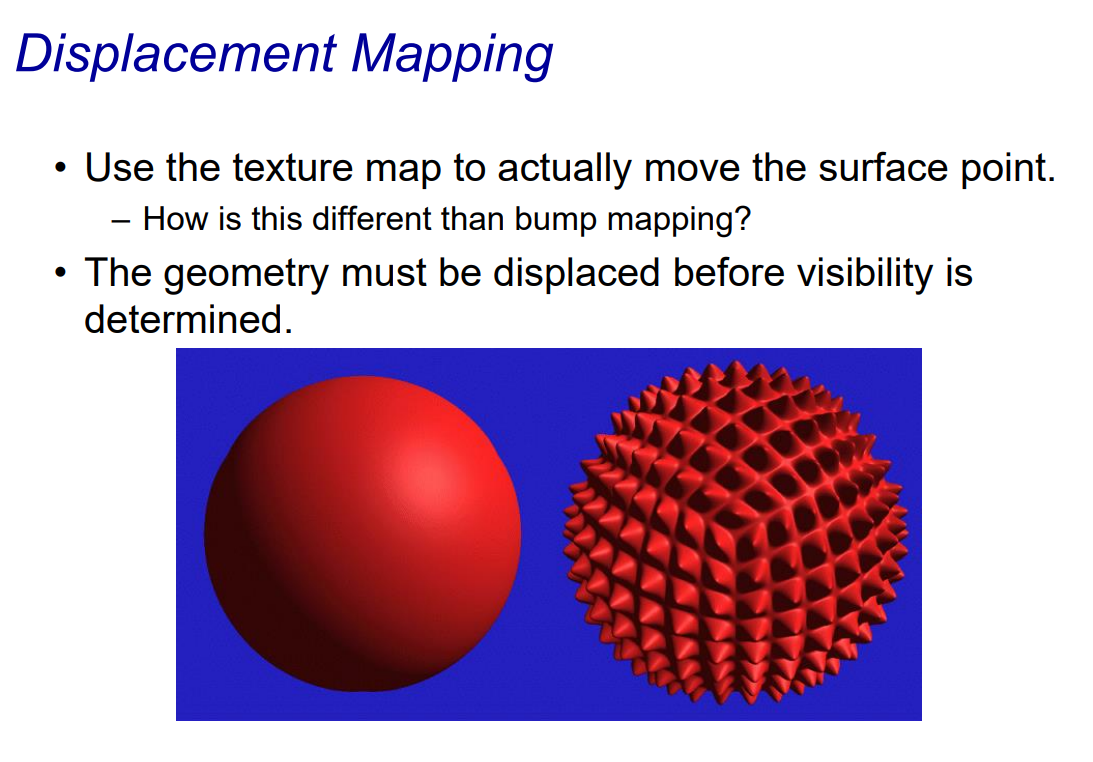 Displacement Mapping
• Use the texture map to actually move the surface point.
– How is this different than bump mapping?
• The geometry must be displaced before visibility is
determined.